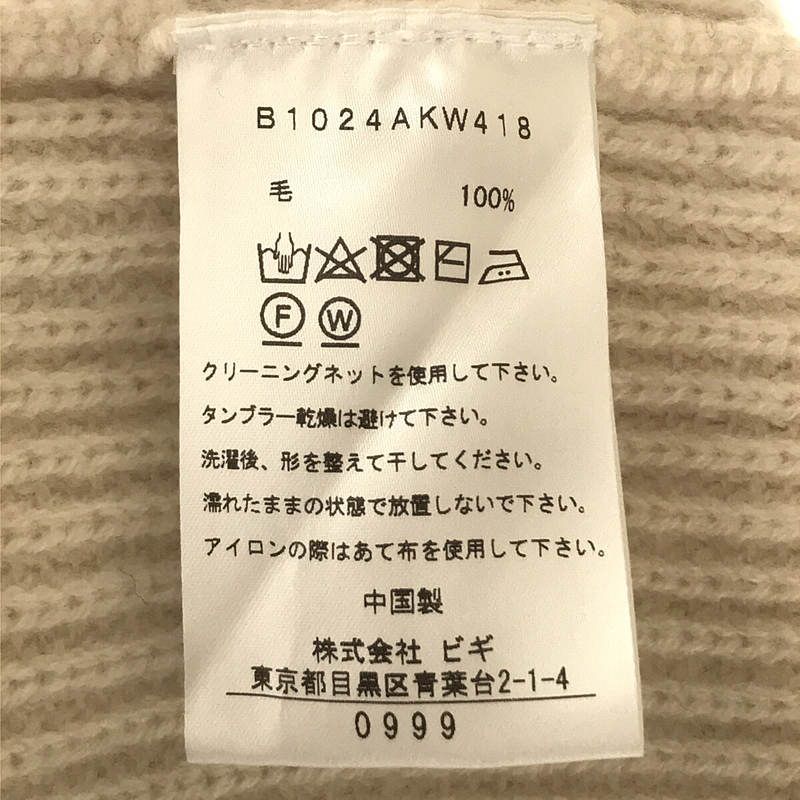 B1024AKW418
毛 100%
F W
クリーニングネットを使用して下さい。
タンブラー乾燥は避けて下さい。
洗濯後、形を整えて干してください。
濡れたままの状態で放置しないで下さい。
アイロンの際はあて布を使用して下さい。
中国製
株式会社 ビギ
東京都目黒区青葉台2-1-4
0999